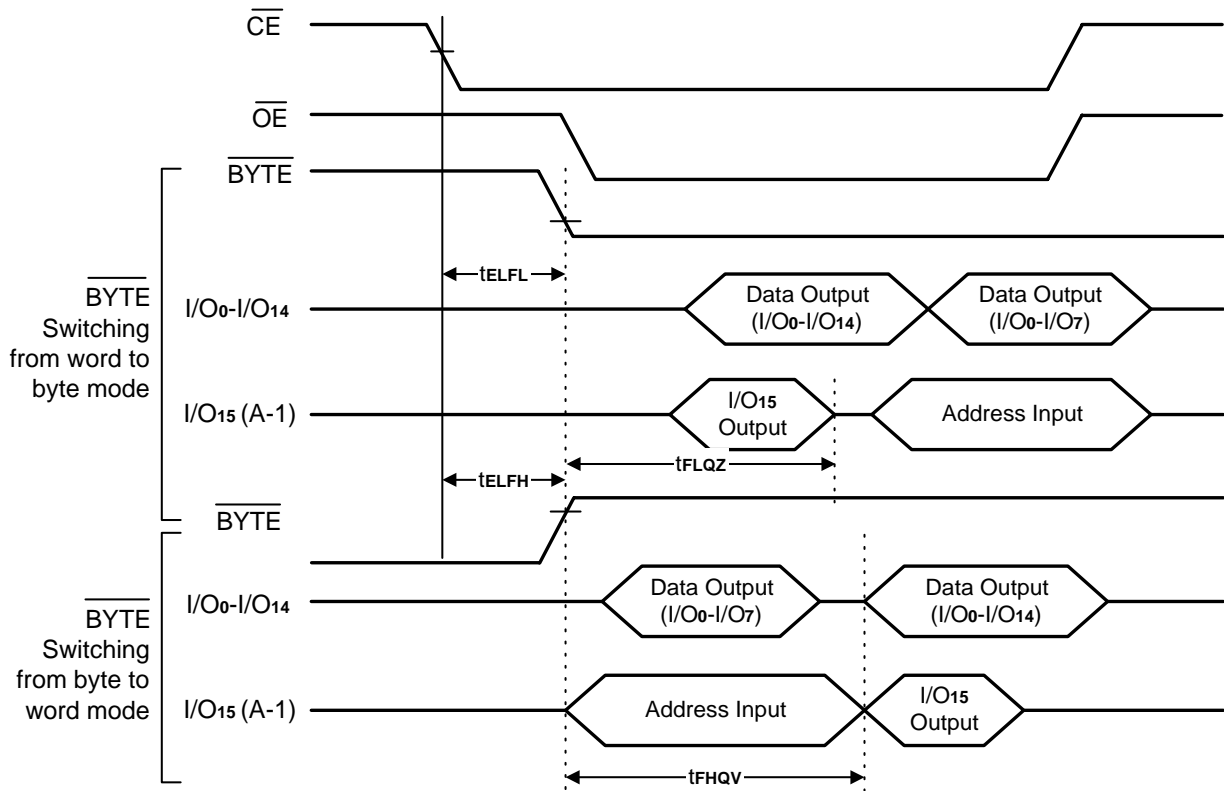 CE
OE
BYTE
tELFL
BYTE
Switching
from word to
byte mode
I/O0-I/O14
Data Output
(I/O0-I/O14)
Data Output
(I/O0-I/O7)
I/O15 (A-1)
I/O15
Output
Address Input
tELFH
tFLQZ
BYTE
BYTE
Switching
from byte to
word mode
I/O0-I/O14
Data Output
(I/O0-I/O7)
Data Output
(I/O0-I/O14)
I/O15 (A-1)
Address Input
I/O15
Output
tFHQV